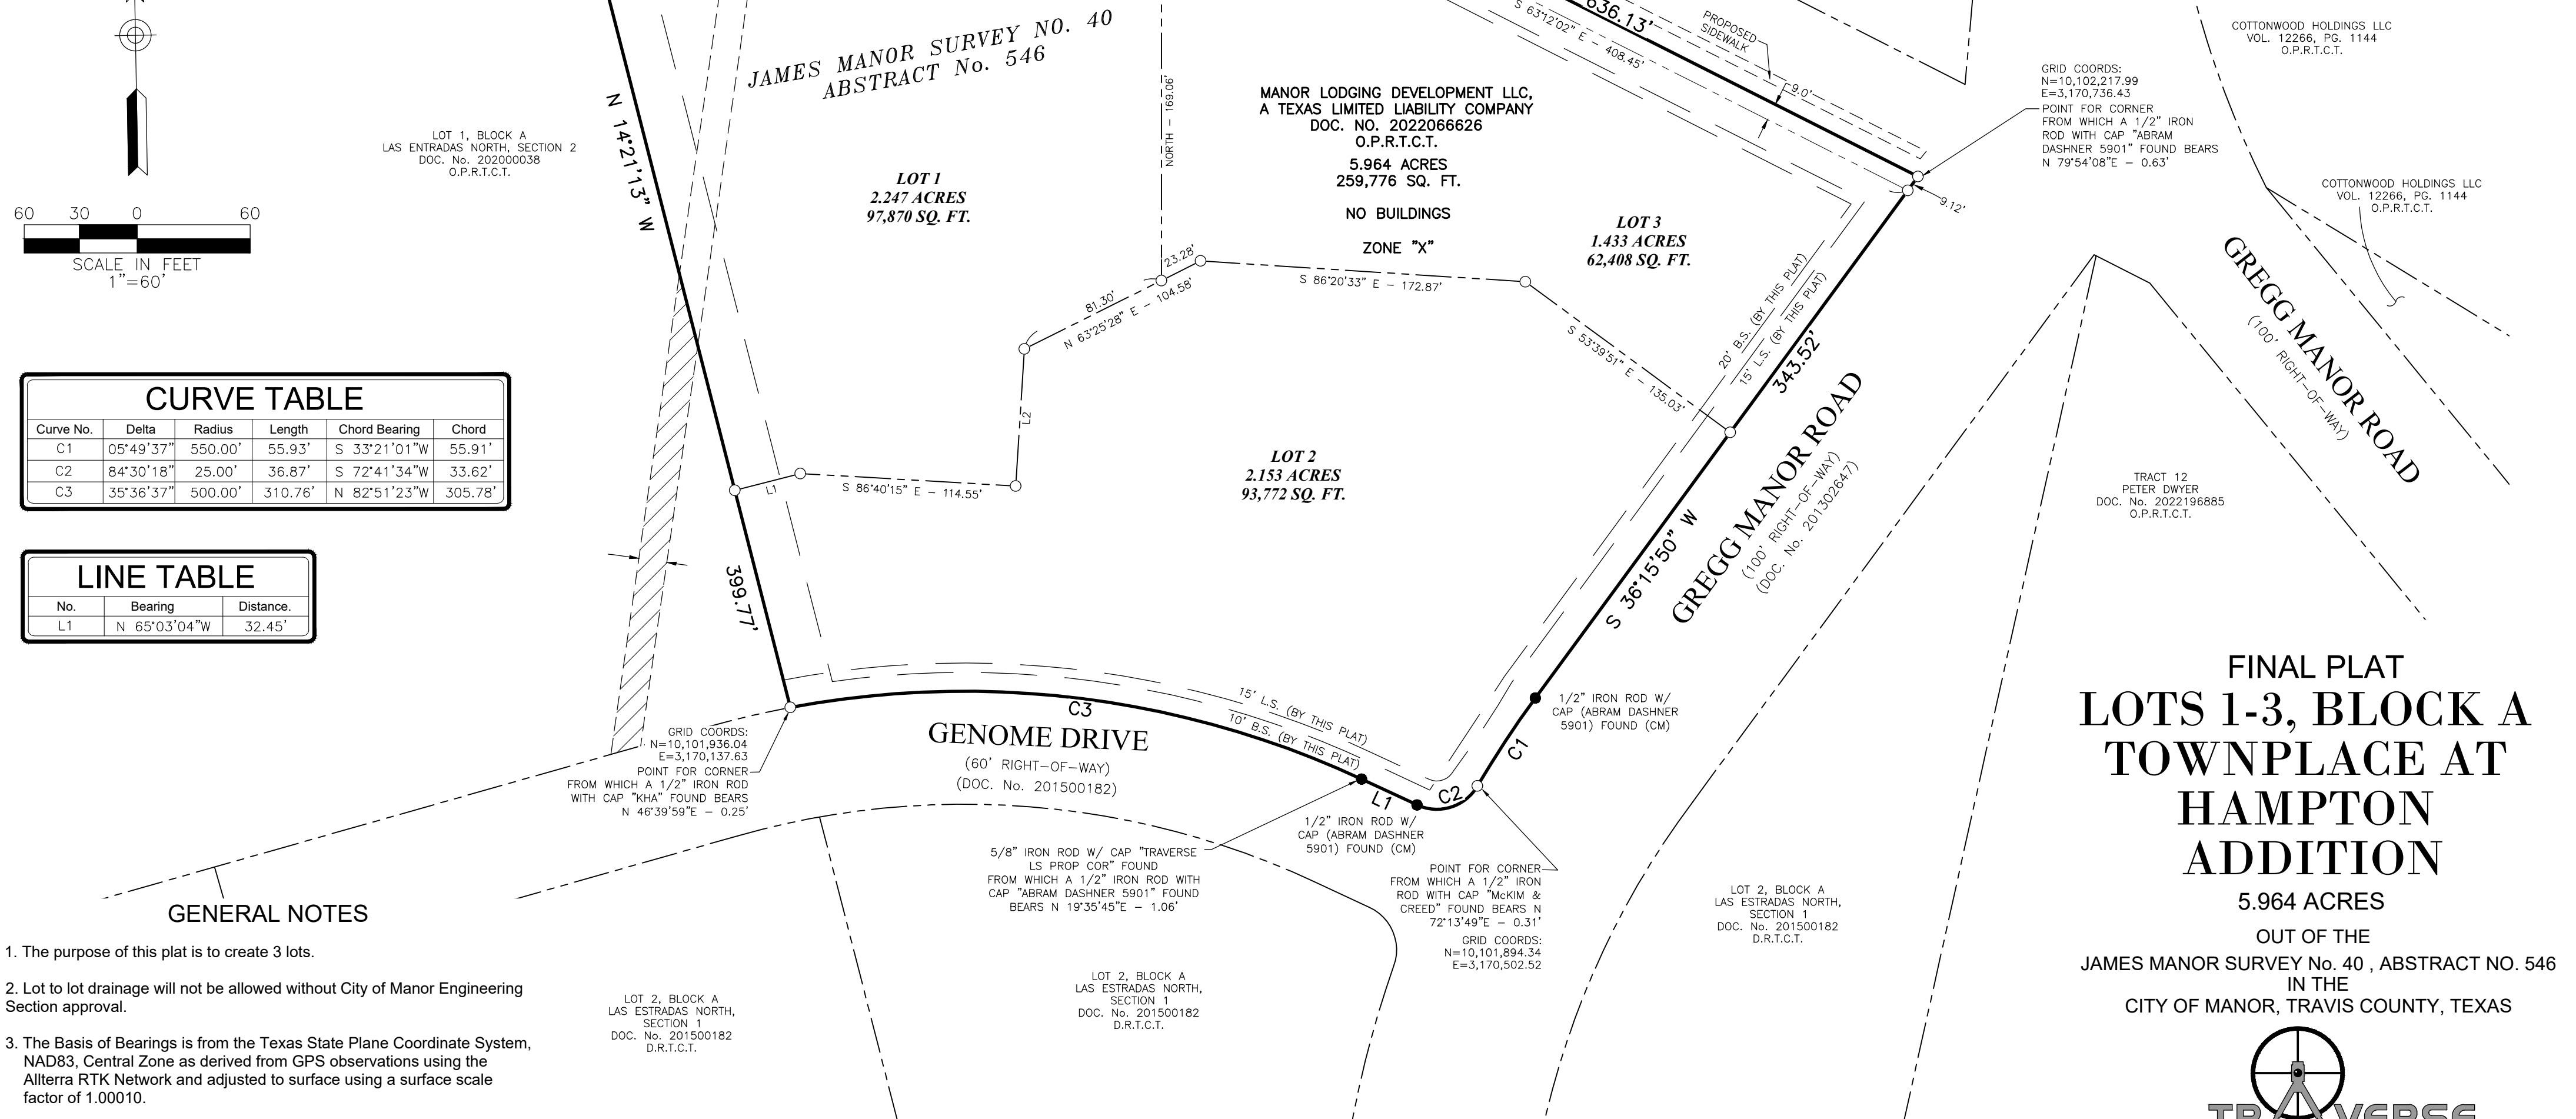 60 30 0 60
SCALE IN FEET
1"=60'
JAMES MANOR SURVEY NO. 40
ABSTRACT No. 546
LOT 1, BLOCK A
LAS ENTRADAS NORTH, SECTION 2
DOC. No. 202000038
O.P.R.T.C.T.
N 14°21'13" W
399.77'
LOT 1
2.247 ACRES
97,870 SQ. FT.
NORTH - 169.06'
MANOR LODGING DEVELOPMENT LLC,
A TEXAS LIMITED LIABILITY COMPANY
DOC. NO. 2022066626
O.P.R.T.C.T.
5.964 ACRES
259,776 SQ. FT.
NO BUILDINGS
ZONE "X"
636.13'
S 63°12'02" E - 408.45'
PROPOSED
SIDEWALK
9.0'
9.12'
GRID COORDS:
N=10,102,217.99
E=3,170,736.43
POINT FOR CORNER
FROM WHICH A 1/2" IRON
ROD WITH CAP "ABRAM
DASHNER 5901" FOUND BEARS
N 79°54'08"E - 0.63'
COTTONWOOD HOLDINGS LLC
VOL. 12266, PG. 1144
O.P.R.T.C.T.
COTTONWOOD HOLDINGS LLC
VOL. 12266, PG. 1144
O.P.R.T.C.T.
GREGG MANOR ROAD
(100' RIGHT-OF-WAY)
LOT 3
1.433 ACRES
62,408 SQ. FT.
23.28'
81.30'
N 63°25'28" E - 104.58'
S 86°20'33" E - 172.87'
S 53°39'51" E - 135.03'
20' B.S. (BY THIS PLAT)
15' L.S. (BY THIS PLAT)
343.52'
S 36°15'50" W
GREGG MANOR ROAD
(100' RIGHT-OF-WAY)
(DOC. No. 201302647)
L2
L1
S 86°40'15" E - 114.55'
LOT 2
2.153 ACRES
93,772 SQ. FT.
TRACT 12
PETER DWYER
DOC. No. 2022196885
O.P.R.T.C.T.
CURVE TABLE
Curve No. Delta Radius Length Chord Bearing Chord
C1 05°49'37" 550.00' 55.93' S 33°21'01"W 55.91'
C2 84°30'18" 25.00' 36.87' S 72°41'34"W 33.62'
C3 35°36'37" 500.00' 310.76' N 82°51'23"W 305.78'
LINE TABLE
No. Bearing Distance.
L1 N 65°03'04"W 32.45'
C3
15' L.S. (BY THIS PLAT)
10' B.S. (BY THIS PLAT)
GENOME DRIVE
(60' RIGHT-OF-WAY)
(DOC. No. 201500182)
L1
C2
C1
1/2" IRON ROD W/
CAP (ABRAM DASHNER
5901) FOUND (CM)
GRID COORDS:
N=10,101,936.04
E=3,170,137.63
POINT FOR CORNER
FROM WHICH A 1/2" IRON ROD
WITH CAP "KHA" FOUND BEARS
N 46°39'59"E - 0.25'
1/2" IRON ROD W/
CAP (ABRAM DASHNER
5901) FOUND (CM)
5/8" IRON ROD W/ CAP "TRAVERSE
LS PROP COR" FOUND
FROM WHICH A 1/2" IRON ROD WITH
CAP "ABRAM DASHNER 5901" FOUND
BEARS N 19°35'45"E - 1.06'
POINT FOR CORNER
FROM WHICH A 1/2" IRON
ROD WITH CAP "McKIM &
CREED" FOUND BEARS N
72°13'49"E - 0.31'
GRID COORDS:
N=10,101,894.34
E=3,170,502.52
LOT 2, BLOCK A
LAS ESTRADAS NORTH,
SECTION 1
DOC. No. 201500182
D.R.T.C.T.
LOT 2, BLOCK A
LAS ESTRADAS NORTH,
SECTION 1
DOC. No. 201500182
D.R.T.C.T.
LOT 2, BLOCK A
LAS ESTRADAS NORTH,
SECTION 1
DOC. No. 201500182
D.R.T.C.T.
GENERAL NOTES
1. The purpose of this plat is to create 3 lots.
2. Lot to lot drainage will not be allowed without City of Manor Engineering
Section approval.
3. The Basis of Bearings is from the Texas State Plane Coordinate System,
NAD83, Central Zone as derived from GPS observations using the
Allterra RTK Network and adjusted to surface using a surface scale
factor of 1.00010.
FINAL PLAT
LOTS 1-3, BLOCK A
TOWNPLACE AT
HAMPTON
ADDITION
5.964 ACRES
OUT OF THE
JAMES MANOR SURVEY No. 40 , ABSTRACT NO. 546
IN THE
CITY OF MANOR, TRAVIS COUNTY, TEXAS
TRAVERSE